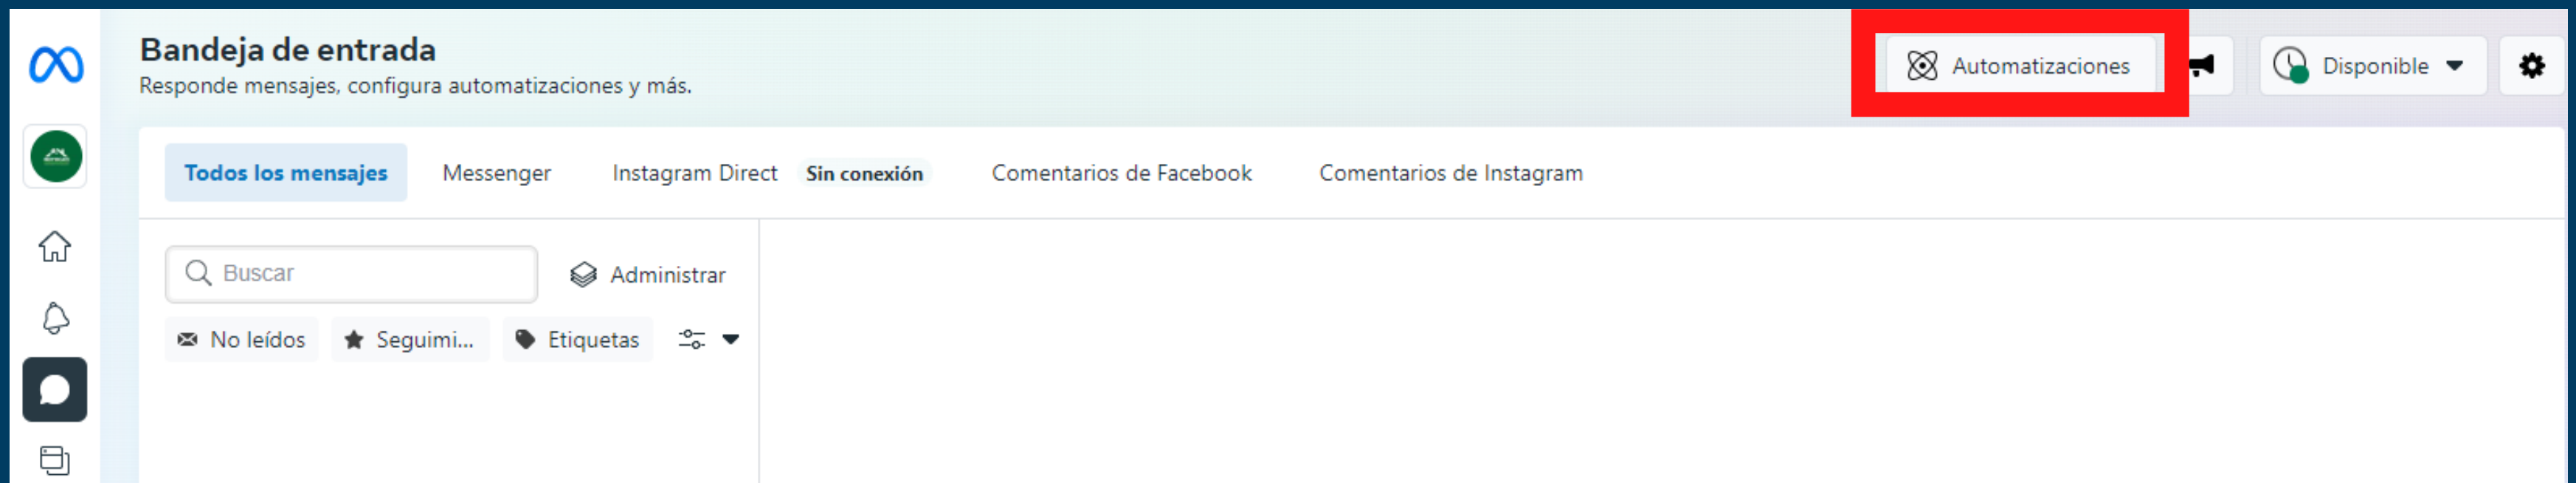 Bandeja de entrada
Responde mensajes, configura automatizaciones y más.
Automatizaciones
Disponible
Todos los mensajes Messenger Instagram Direct Sin conexión Comentarios de Facebook Comentarios de Instagram
Buscar Administrar
No leídos Seguimi... Etiquetas